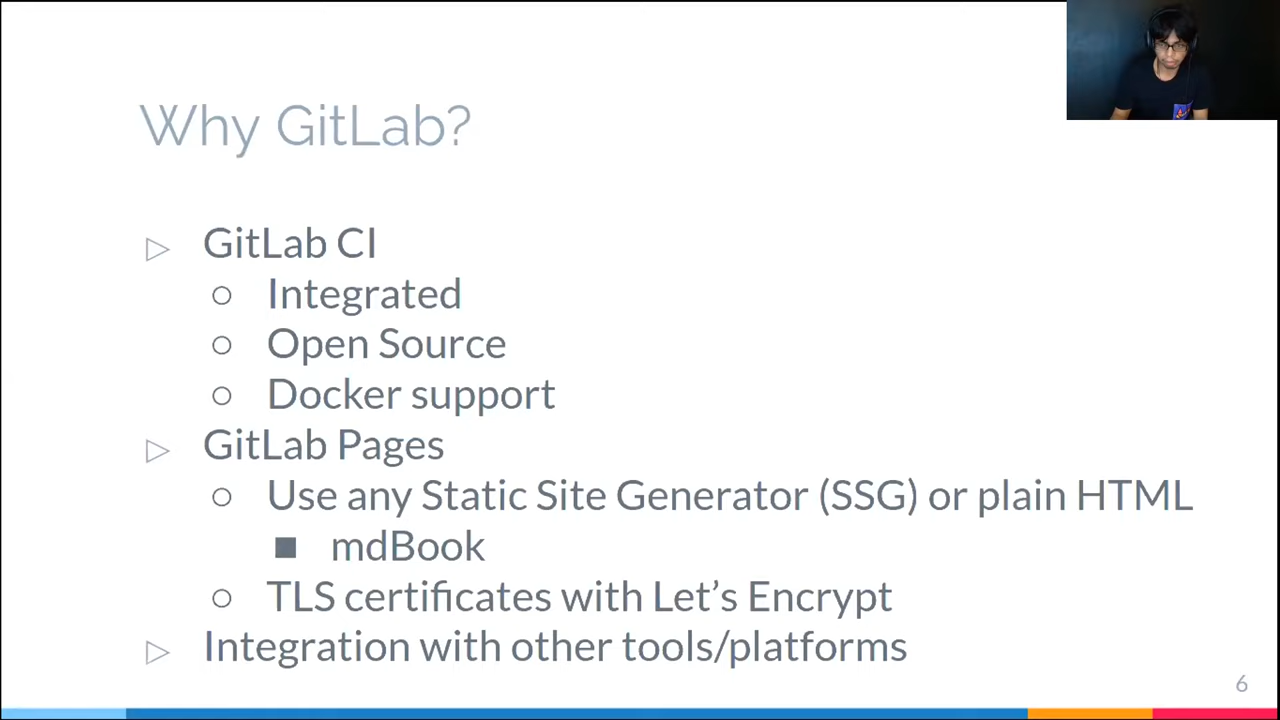 Why GitLab?
▷ GitLab CI
○ Integrated
○ Open Source
○ Docker support
▷ GitLab Pages
○ Use any Static Site Generator (SSG) or plain HTML
■ mdBook
○ TLS certificates with Let’s Encrypt
▷ Integration with other tools/platforms
6